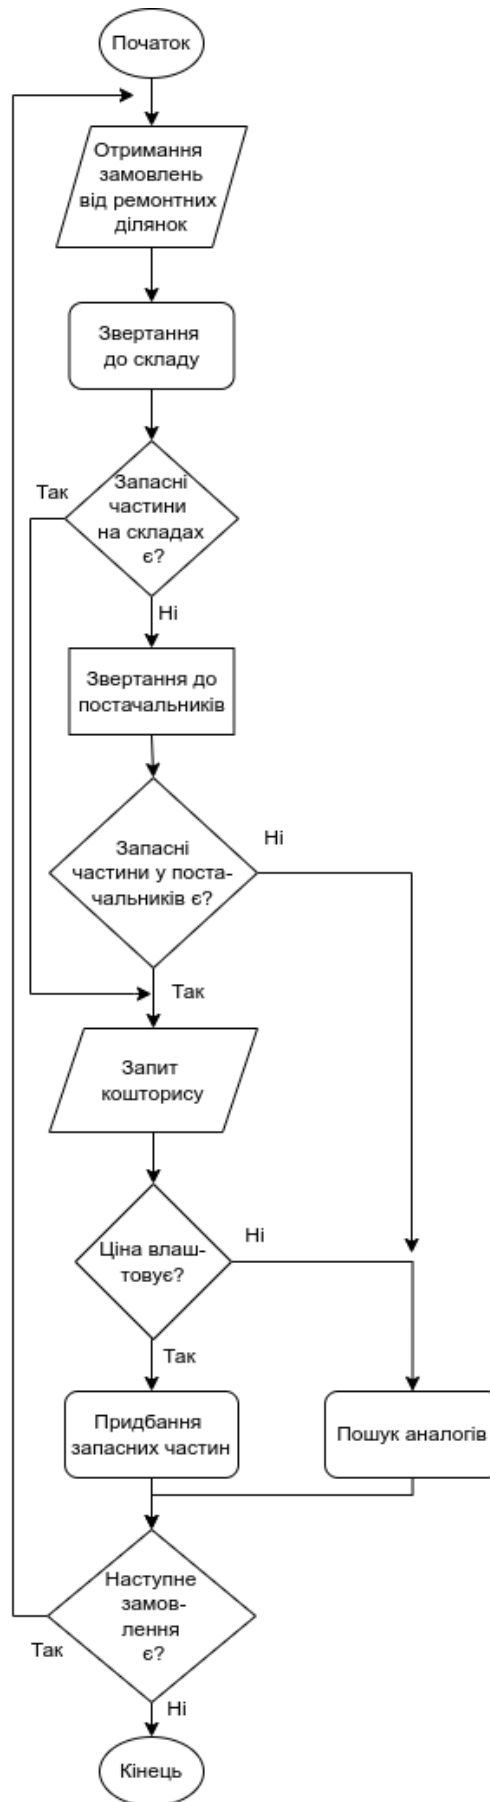 Початок
Отримання
замовлень
від ремонтних
ділянок
Звертання
до складу
Запасні
частини
на складах
є?
Так
Ні
Звертання до
постачальників
Запасні
частини у поста-
чальників є?
Ні
Так
Запит
кошторису
Ціна влаш-
товує?
Ні
Так
Придбання
запасних частин
Пошук аналогів
Наступне
замов-
лення
є?
Так
Ні
Кінець